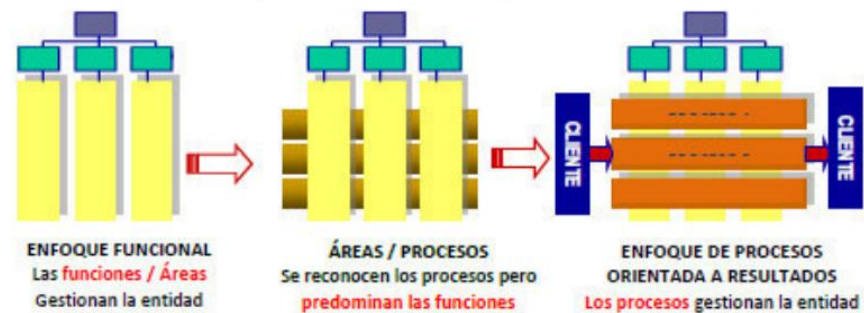 CLIENTE
CLIENTE
ENFOQUE FUNCIONAL
Las funciones / Áreas
Gestionan la entidad
ÁREAS / PROCESOS
Se reconocen los procesos pero
predominan las funciones
ENFOQUE DE PROCESOS
ORIENTADA A RESULTADOS
Los procesos gestionan la entidad